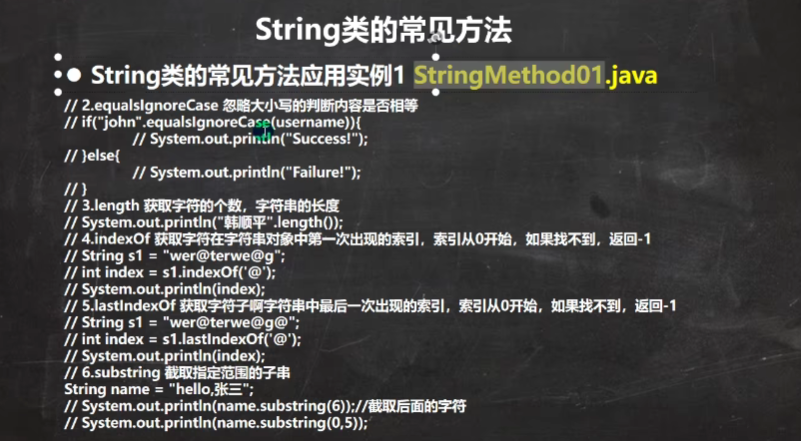 String类的常见方法
● String类的常见方法应用实例1 StringMethod01.java
// 2.equalsIgnoreCase 忽略大小写的判断内容是否相等
// if("john".equalsIgnoreCase(username)){
// System.out.println("Success!");
// }else{
// System.out.println("Failure!");
// }
// 3.length 获取字符的个数，字符串的长度
// System.out.println("韩顺平".length());
// 4.indexOf 获取字符在字符串对象中第一次出现的索引，索引从0开始，如果找不到，返回-1
// String s1 = "wer@terwe@g";
// int index = s1.indexOf('@');
// System.out.println(index);
// 5.lastIndexOf 获取字符子啊字符串中最后一次出现的索引，索引从0开始，如果找不到，返回-1
// String s1 = "wer@terwe@g@";
// int index = s1.lastIndexOf('@');
// System.out.println(index);
// 6.substring 截取指定范围的子串
String name = "hello,张三";
// System.out.println(name.substring(6));//截取后面的字符
// System.out.println(name.substring(0,5));